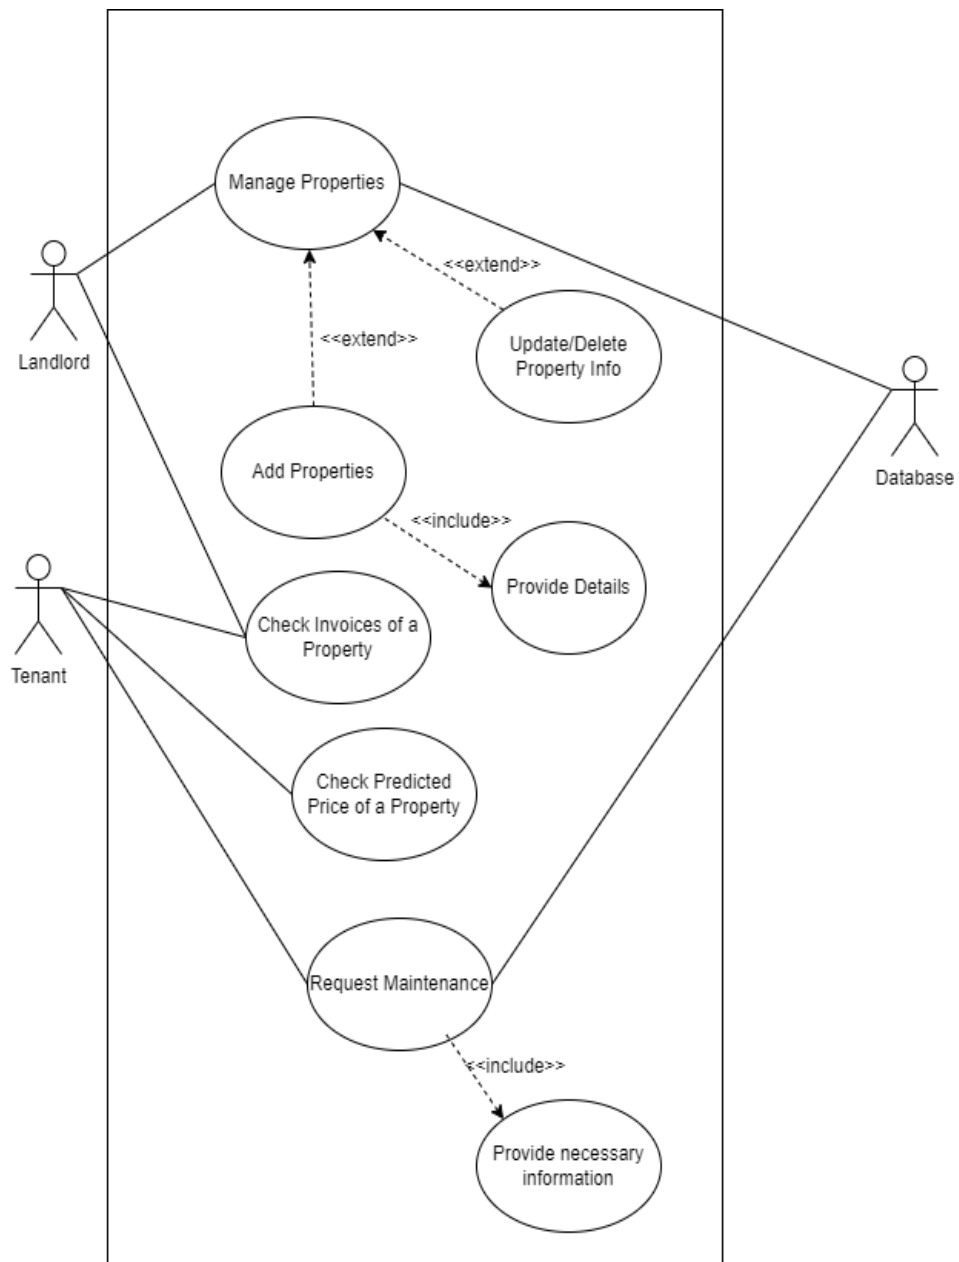 Manage Properties
<<extend>>
<<extend>>
Update/Delete
Property Info
Landlord
Add Properties
Database
<<include>>
Provide Details
Check Invoices of a
Property
Tenant
Check Predicted
Price of a Property
Request Maintenance
<<include>>
Provide necessary
information